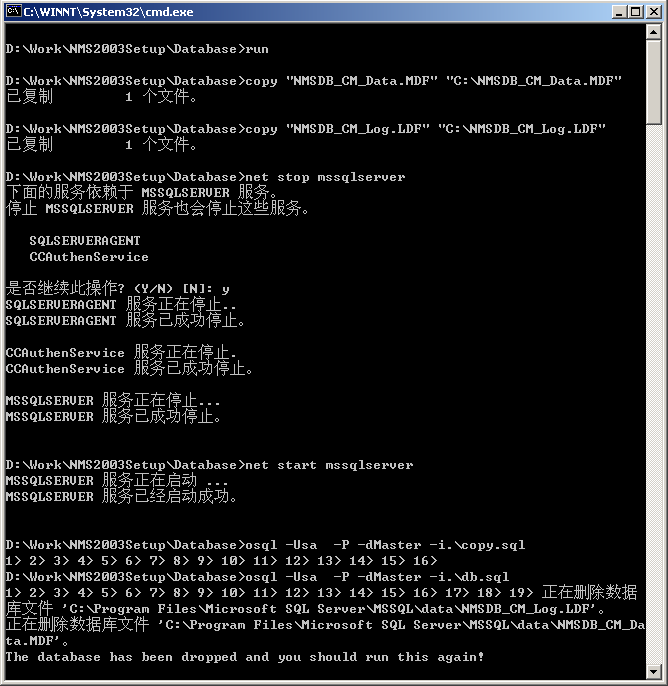 C:\WINNT\System32\cmd.exe
D:\Work\NMS2003Setup\Database>run
D:\Work\NMS2003Setup\Database>copy "NMSDB_CM_Data.MDF" "C:\NMSDB_CM_Data.MDF"
已复制         1 个文件。
D:\Work\NMS2003Setup\Database>copy "NMSDB_CM_Log.LDF" "C:\NMSDB_CM_Log.LDF"
已复制         1 个文件。
D:\Work\NMS2003Setup\Database>net stop mssqlserver
下面的服务依赖于 MSSQLSERVER 服务。
停止 MSSQLSERVER 服务也会停止这些服务。
   SQLSERVERAGENT
   CCAuthenService
是否继续此操作? (Y/N) [N]: y
SQLSERVERAGENT 服务正在停止..
SQLSERVERAGENT 服务已成功停止。
CCAuthenService 服务正在停止.
CCAuthenService 服务已成功停止。
MSSQLSERVER 服务正在停止...
MSSQLSERVER 服务已成功停止。
D:\Work\NMS2003Setup\Database>net start mssqlserver
MSSQLSERVER 服务正在启动 ...
MSSQLSERVER 服务已经启动成功。
D:\Work\NMS2003Setup\Database>osql -Usa  -P -dMaster -i.\copy.sql
1> 2> 3> 4> 5> 6> 7> 8> 9> 10> 11> 12> 13> 14> 15> 16>
D:\Work\NMS2003Setup\Database>osql -Usa  -P -dMaster -i.\db.sql
1> 2> 3> 4> 5> 6> 7> 8> 9> 10> 11> 12> 13> 14> 15> 16> 17> 18> 19> 正在删除数据
库文件 'C:\Program Files\Microsoft SQL Server\MSSQL\data\NMSDB_CM_Log.LDF'。
正在删除数据库文件 'C:\Program Files\Microsoft SQL Server\MSSQL\data\NMSDB_CM_Da
ta.MDF'。
The database has been dropped and you should run this again!